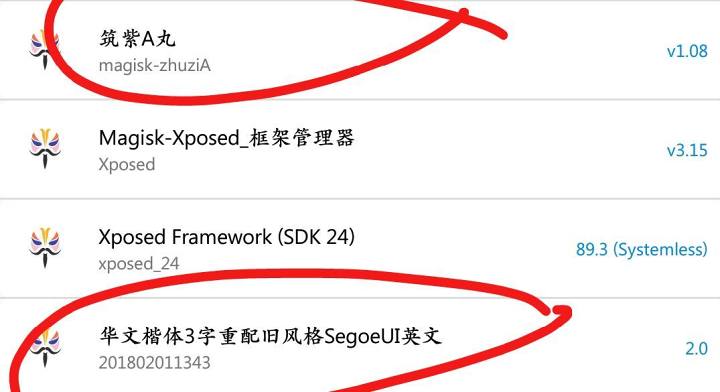 筑紫A丸
magisk-zhuziA
v1.08
Magisk-Xposed_框架管理器
Xposed
v3.15
Xposed Framework (SDK 24)
xposed_24
89.3 (Systemless)
华文楷体3字重配旧风格SegoeUI英文
201802011343
2.0